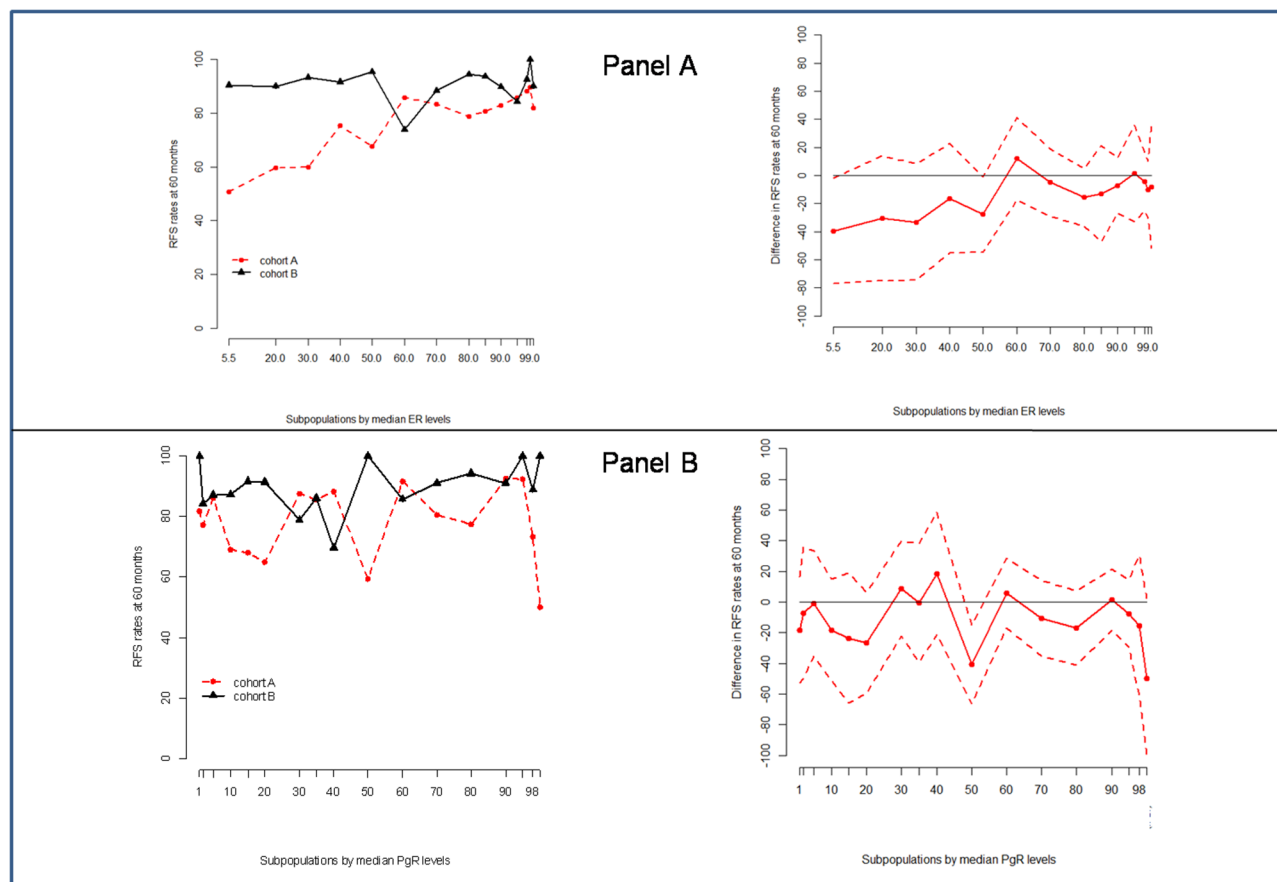 Panel A
RFS rates at 60 months
100
80
60
40
20
0
cohort A
cohort B
5.5 20.0 30.0 40.0 50.0 60.0 70.0 80.0 90.0 99.0
Subpopulations by median ER levels
Difference in RFS rates at 60 months
100
80
60
40
20
0
-20
-40
-60
-80
-100
5.5 20.0 30.0 40.0 50.0 60.0 70.0 80.0 90.0 99.0
Subpopulations by median ER levels
Panel B
RFS rates at 60 months
100
80
60
40
20
0
cohort A
cohort B
1 10 20 30 40 50 60 70 80 90 98
Subpopulations by median PgR levels
Difference in RFS rates at 60 months
100
80
60
40
20
0
-20
-40
-60
-80
-100
1 10 20 30 40 50 60 70 80 90 98
Subpopulations by median PgR levels